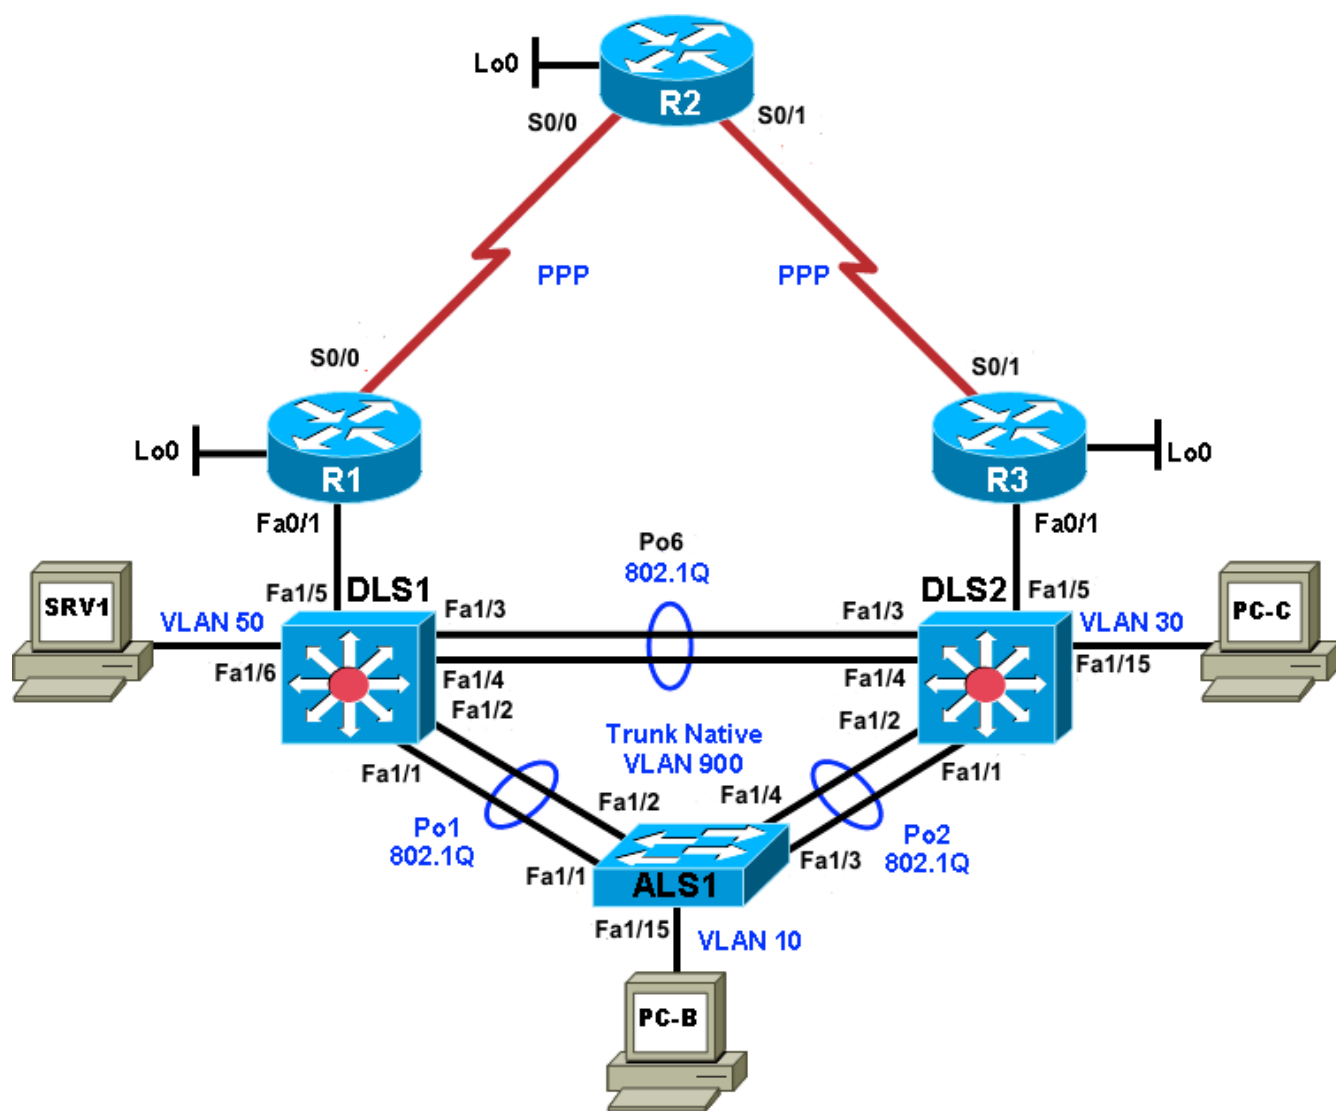 Lo0
R2
S0/0
S0/1
PPP
PPP
S0/0
S0/1
Lo0
R1
R3
Lo0
Fa0/1
Fa0/1
Po6
802.1Q
SRV1
VLAN 50
Fa1/5
DLS1
Fa1/3
Fa1/3
DLS2
Fa1/5
VLAN 30
PC-C
Fa1/6
Fa1/4
Fa1/4
Fa1/15
Fa1/2
Fa1/2
Trunk Native
VLAN 900
Fa1/1
Fa1/1
Fa1/2
Fa1/4
Po1
802.1Q
Po2
802.1Q
Fa1/1
Fa1/3
ALS1
Fa1/15
VLAN 10
PC-B